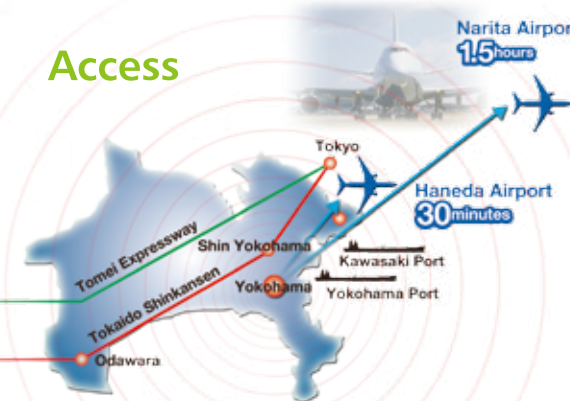 Access
Narita Airport
1.5hours
Tokyo
Haneda Airport
30minutes
Shin Yokohama
Kawasaki Port
Tomei Expressway
Yokohama
Yokohama Port
Tokaido Shinkansen
Odawara